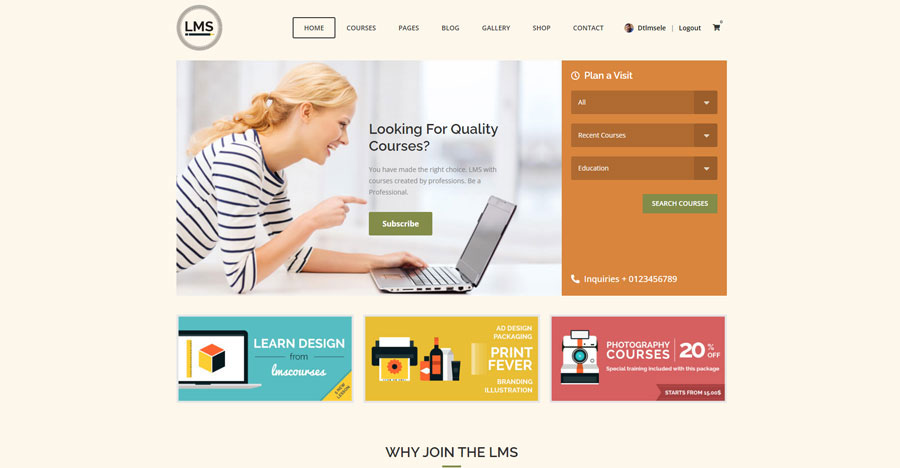 LMS
HOME COURSES PAGES BLOG GALLERY SHOP CONTACT Dtlmsele | Logout 0
Looking For Quality
Courses?
You have made the right choice, LMS with
courses created by professions. Be a
Professional.
Subscribe
Plan a Visit
All
Recent Courses
Education
SEARCH COURSES
Inquiries + 0123456789
LEARN DESIGN
from
lmscourses
5 NEW
LESSON
AD DESIGN
PACKAGING
PRINT
FEVER
BRANDING
ILLUSTRATION
PHOTOGRAPHY
COURSES
20 % OFF
Special training included with this package
STARTS FROM 15.00$
WHY JOIN THE LMS